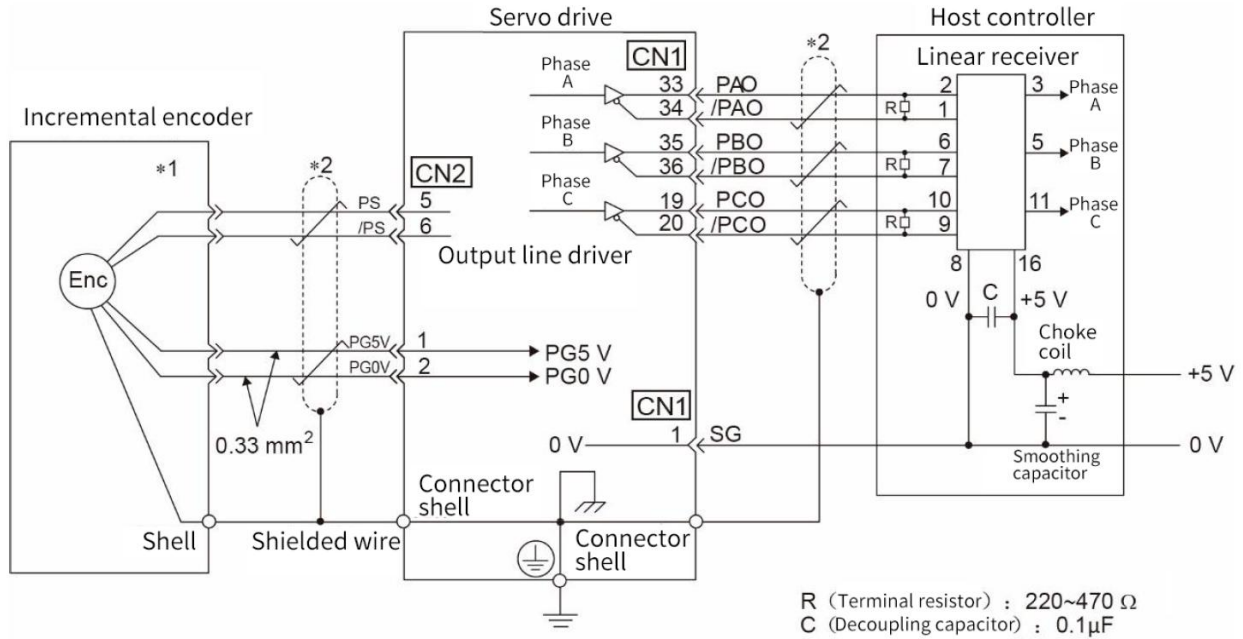 Servo drive
Host controller
Incremental encoder
*1
*2
CN2
PS
5
/PS
6
Enc
PG5V
1
PG5 V
PG0V
2
PG0 V
0.33 mm²
Shell
Shielded wire
Connector
shell
Connector
shell
CN1
Phase
A
33
PAO
34
/PAO
Phase
B
35
PBO
36
/PBO
Phase
C
19
PCO
20
/PCO
Output line driver
*2
Linear receiver
R
2
1
3
Phase
A
R
6
7
5
Phase
B
R
10
9
11
Phase
C
8
16
0 V
C
+5 V
Choke
coil
+5 V
+
-
Smoothing
capacitor
CN1
0 V
1
SG
0 V
R (Terminal resistor) : 220~470 Ω
C (Decoupling capacitor) : 0.1μF